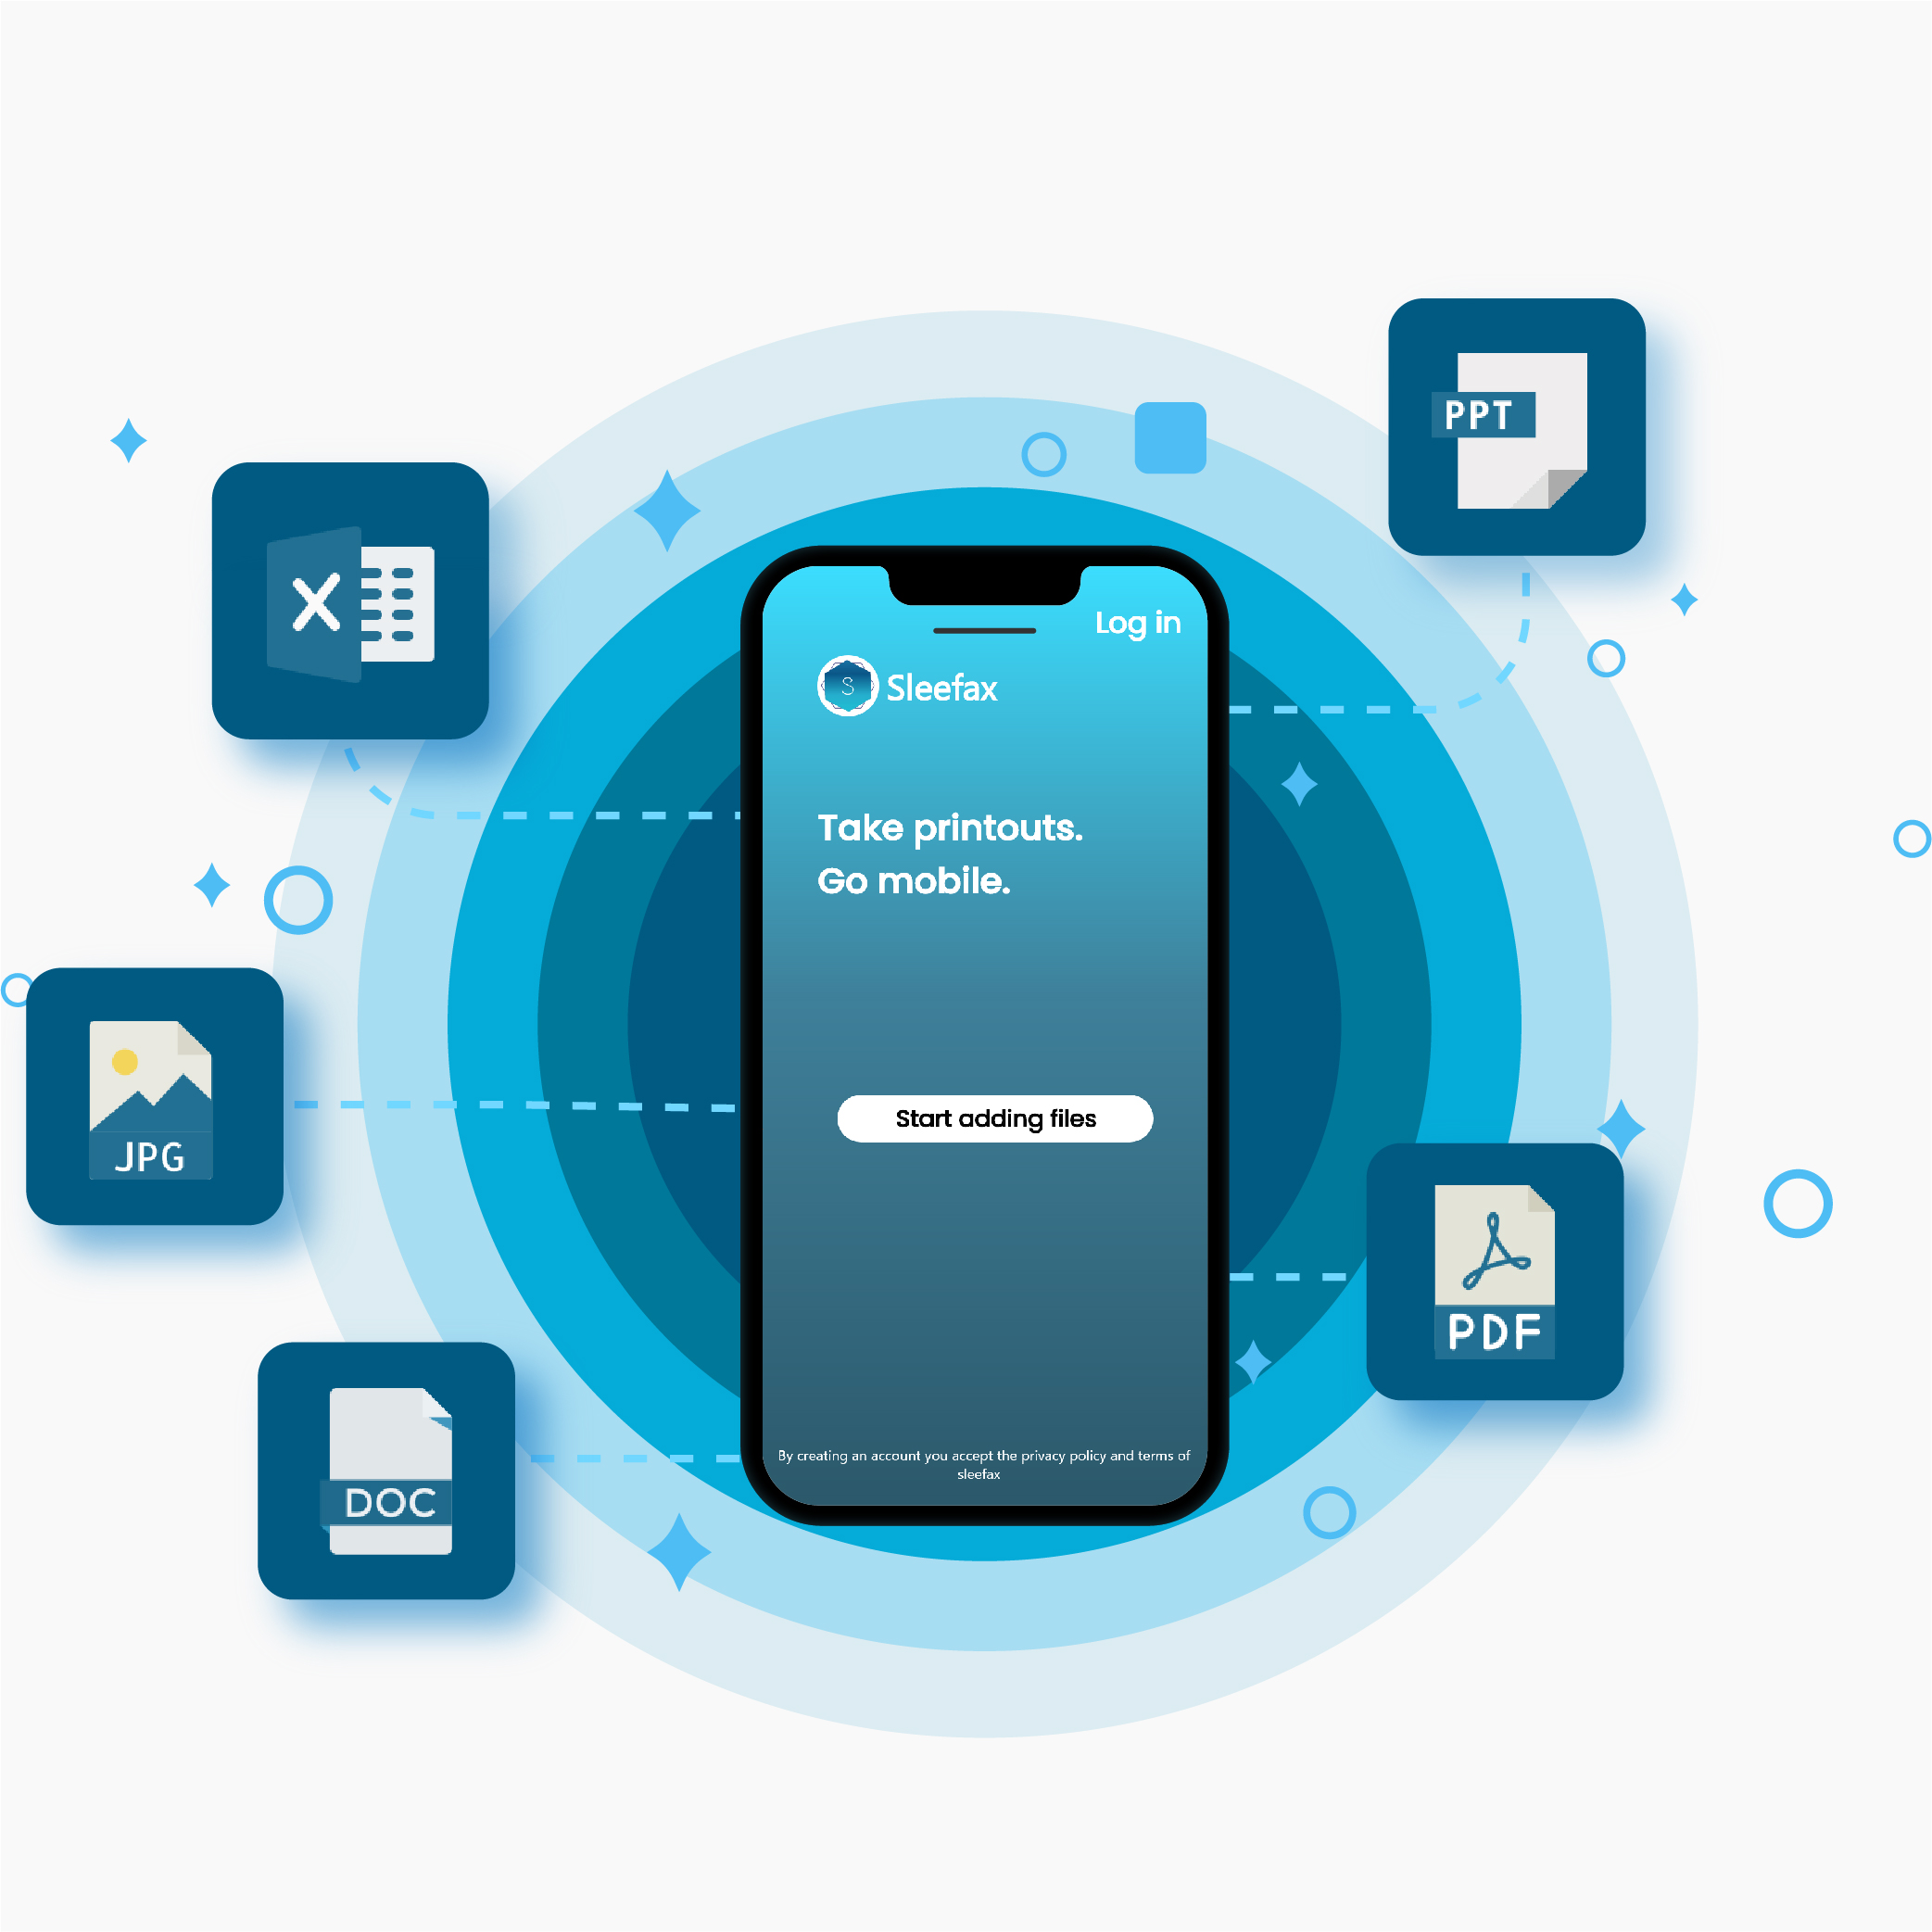 PPT
X
Log in
S
Sleefax
Take printouts.
Go mobile.
JPG
Start adding files
PDF
By creating an account you accept the privacy policy and terms of
sleefax
DOC